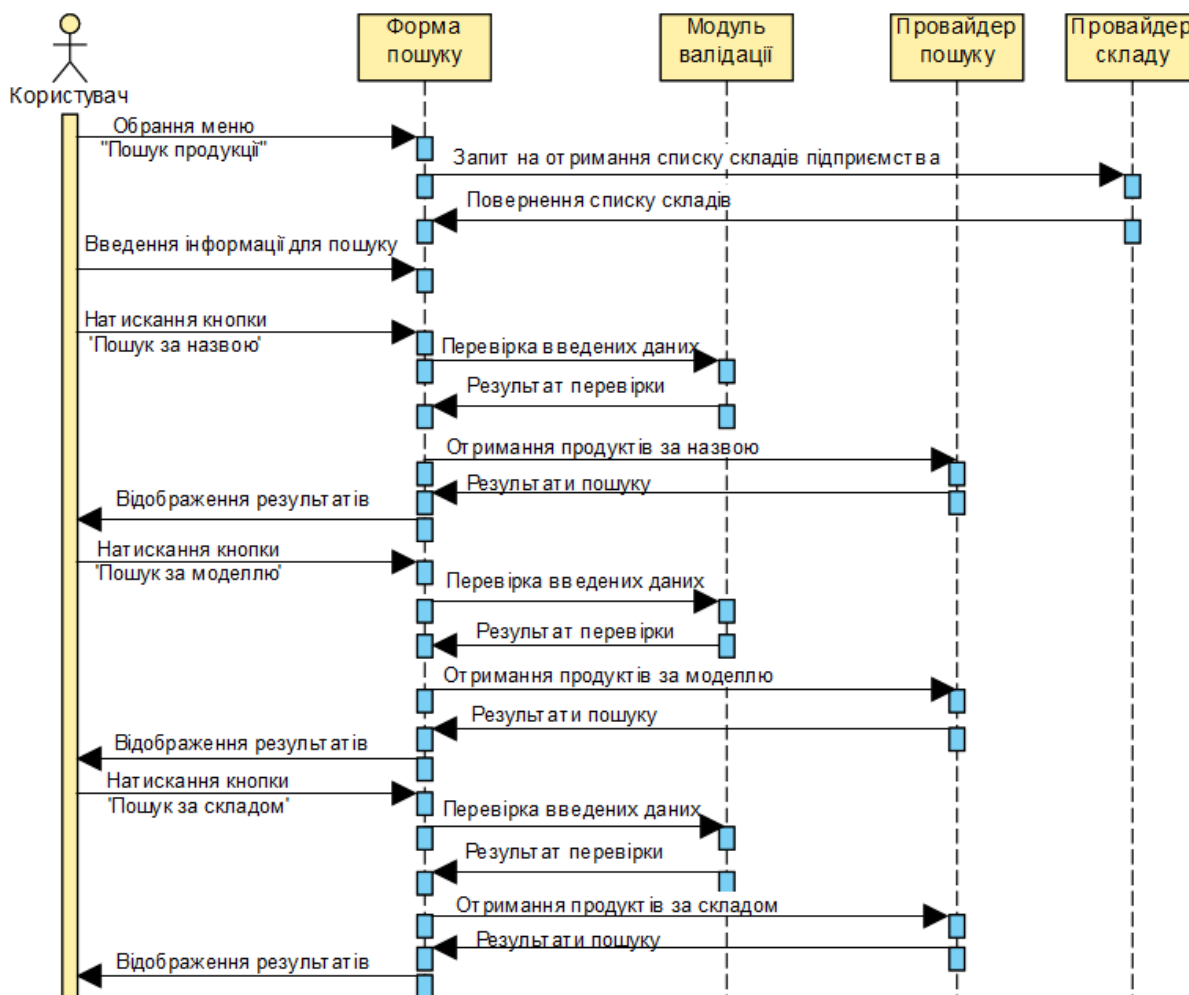 Форма
пошуку
Модуль
валідації
Провайдер
пошуку
Провайдер
складу
Користувач
Обрання меню
"Пошук продукції"
Запит на отримання списку складів підприємства
Повернення списку складів
Введення інформації для пошуку
Натискання кнопки
'Пошук за назвою'
Перевірка введених даних
Результат перевірки
Отримання продуктів за назвою
Результати пошуку
Відображення результатів
Натискання кнопки
'Пошук за моделлю'
Перевірка введених даних
Результат перевірки
Отримання продуктів за моделлю
Результати пошуку
Відображення результатів
Натискання кнопки
'Пошук за складом'
Перевірка введених даних
Результат перевірки
Отримання продуктів за складом
Результати пошуку
Відображення результатів